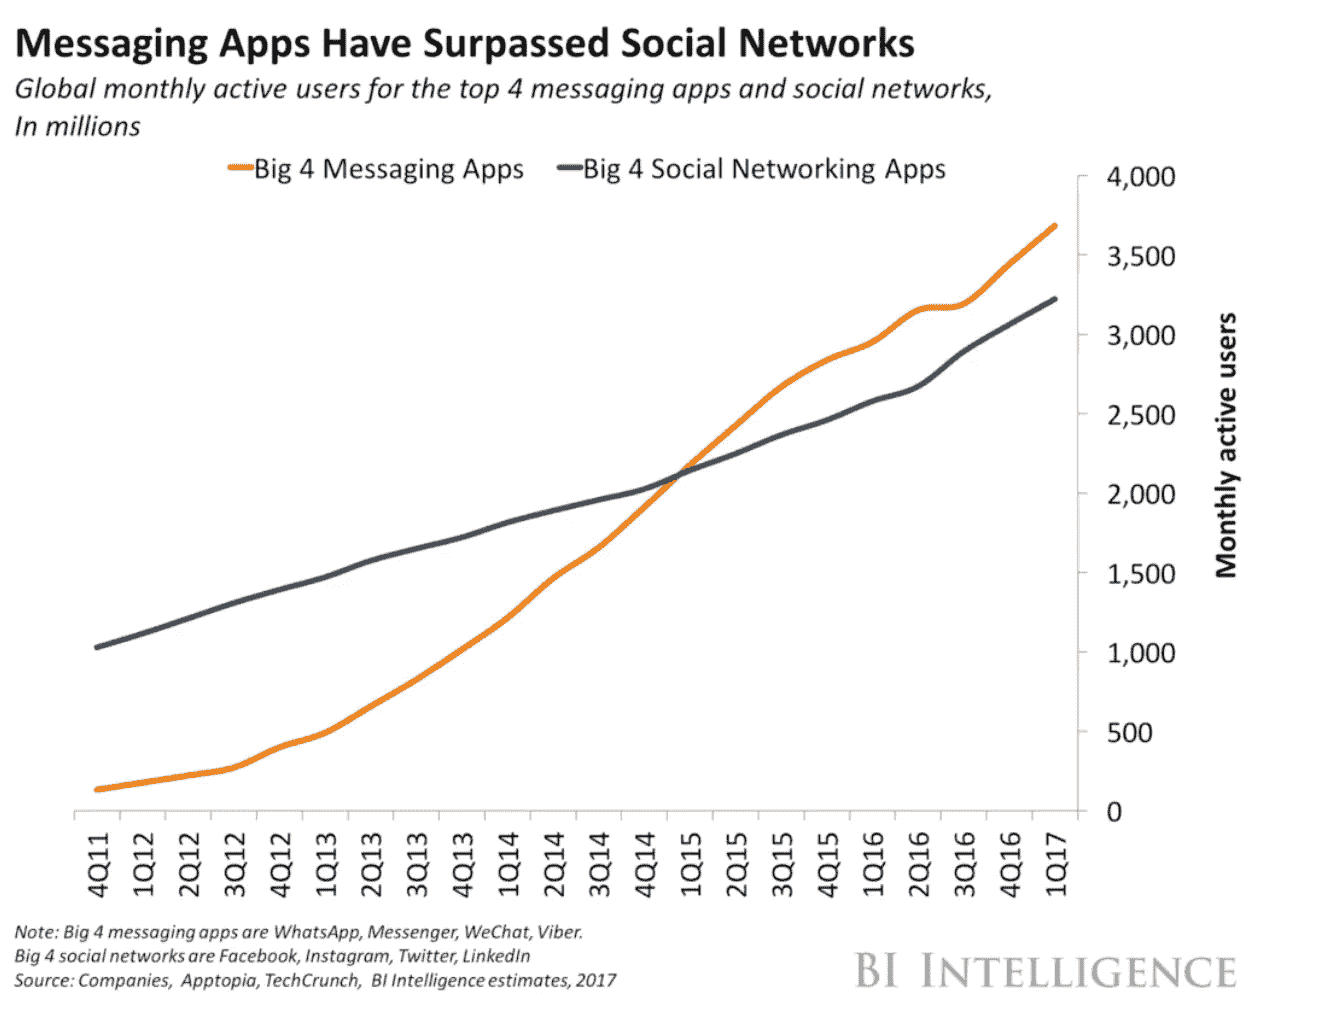 Messaging Apps Have Surpassed Social Networks
Global monthly active users for the top 4 messaging apps and social networks,
In millions
Big 4 Messaging Apps
Big 4 Social Networking Apps
4,000
3,500
3,000
2,500
2,000
1,500
1,000
500
0
Monthly active users
4Q11
1Q12
2Q12
3Q12
4Q12
1Q13
2Q13
3Q13
4Q13
1Q14
2Q14
3Q14
4Q14
1Q15
2Q15
3Q15
4Q15
1Q16
2Q16
3Q16
4Q16
1Q17
Note: Big 4 messaging apps are WhatsApp, Messenger, WeChat, Viber.
Big 4 social networks are Facebook, Instagram, Twitter, LinkedIn
Source: Companies, Apptopia, TechCrunch, BI Intelligence estimates, 2017
BI INTELLIGENCE